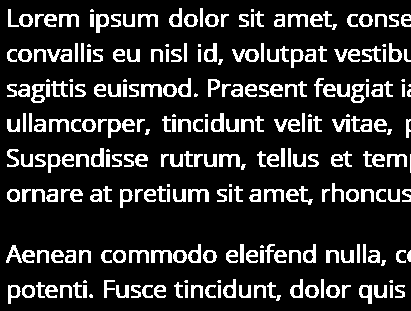 Lorem ipsum dolor sit amet, conse
convallis eu nisl id, volutpat vestibu
sagittis euismod. Praesent feugiat ia
ullamcorper, tincidunt velit vitae, p
Suspendisse rutrum, tellus et temp
ornare at pretium sit amet, rhoncus
Aenean commodo eleifend nulla, co
potenti. Fusce tincidunt, dolor quis